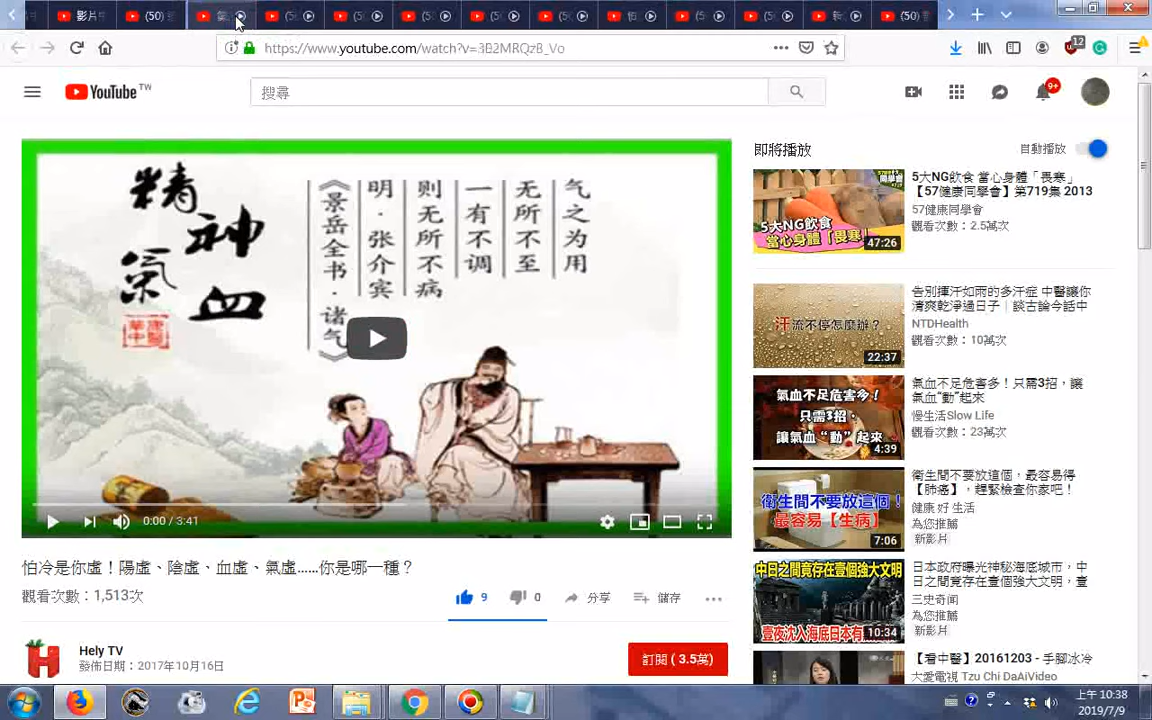 影片
(50)
(50)
https://www.youtube.com/watch?v=3B2MRQzB_Vo
12
YouTube TW
搜尋
9+
精神
氣血
气之为用
无所不至
一有不调
则无所不病
明·张介宾
《景岳全书·诸气》
0:00 / 3:41
怕冷是你虛！陽虛、陰虛、血虛、氣虛……你是哪一種？
觀看次數：1,513次
9
0
分享
儲存
Hely TV
發佈日期：2017年10月16日
訂閱 ( 3.5萬)
即將播放
自動播放
5大NG飲食
當心身體「畏寒」
47:26
5大NG飲食 當心身體「畏寒」
【57健康同學會】第719集 2013
57健康同學會
觀看次數：2.5萬次
汗流不停怎麼辦？
22:37
告別揮汗如雨的多汗症 中醫讓你
清爽乾淨過日子｜談古論今話中
NTDHealth
觀看次數：10萬次
氣血不足危害多！
只需3招，
讓氣血“動”起來
4:39
氣血不足危害多！只需3招，讓
氣血“動”起來
慢生活Slow Life
觀看次數：23萬次
衛生間不要放這個！
最容易【生病】
7:06
衛生間不要放這個，最容易得
【肺癌】，趕緊檢查你家吧！
健康 好 生活
為您推薦
新影片
中日之間竟存在壹個強大文明
壹夜沈入海底日本有
10:34
日本政府曝光神秘海底城市，中
日之間竟存在壹個強大文明，壹
三史奇闻
為您推薦
新影片
【看中醫】20161203 - 手腳冰冷
大愛電視 Tzu Chi DaAiVideo
上午 10:38
2019/7/9